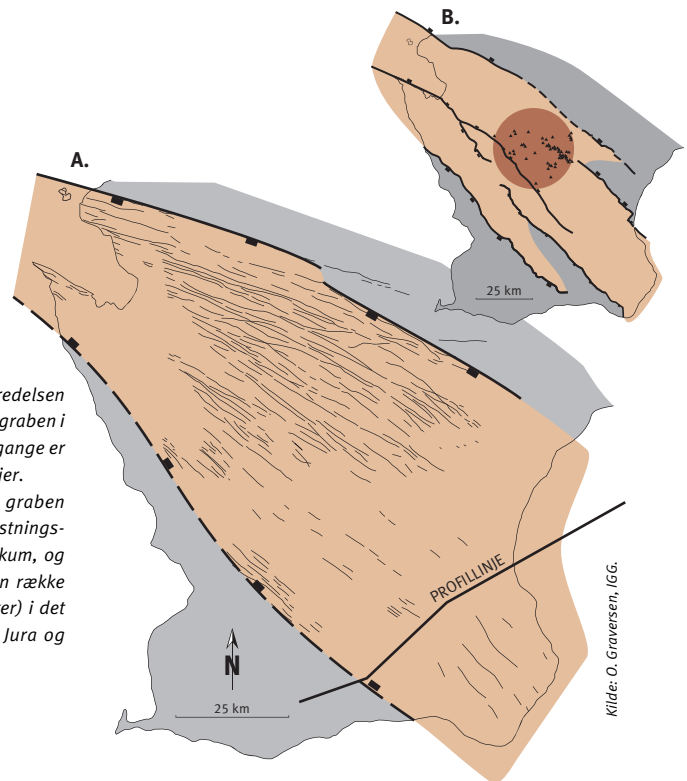 B.
25 km
A.
redelsen
graben i
gange er
ier.
graben
stnings-
kum, og
n række
er) i det
Jura og
PROFILLINJE
N
25 km
Kilde: O. Graversen, IGG.